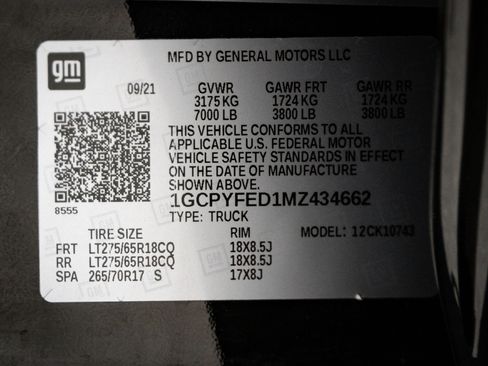 gm
MFD BY GENERAL MOTORS LLC
09/21 GVWR GAWR FRT GAWR RR
3175 KG 1724 KG 1724 KG
7000 LB 3800 LB 3800 LB
THIS VEHICLE CONFORMS TO ALL
APPLICABLE U.S. FEDERAL MOTOR
VEHICLE SAFETY STANDARDS IN EFFECT
ON THE DATE OF MANUFACTURE
SHOWN ABOVE.
8555
1GCPYFED1MZ434662
TYPE: TRUCK
TIRE SIZE RIM MODEL: 12CK10743
FRT LT275/65R18CQ 18X8.5J
RR LT275/65R18CQ 18X8.5J
SPA 265/70R17 S 17X8J